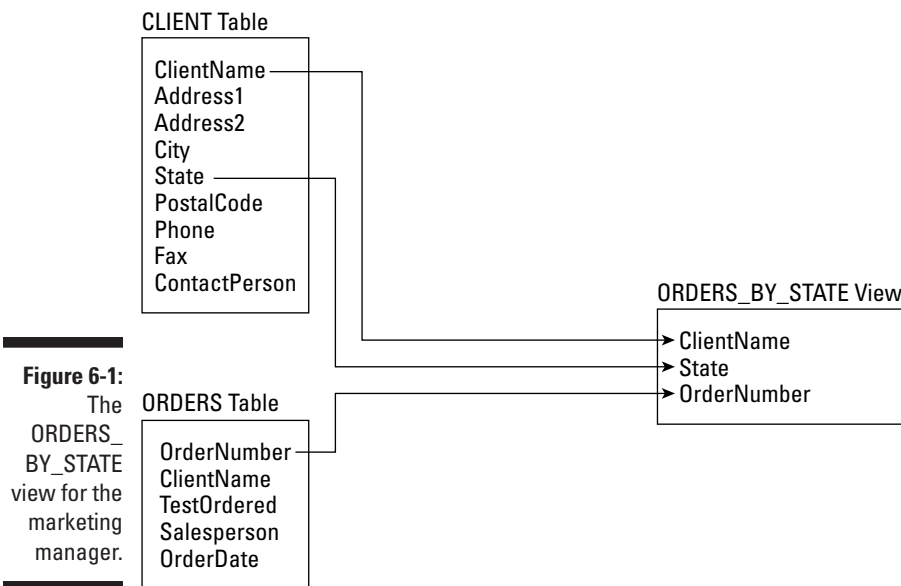 CLIENT Table
ClientName
Address1
Address2
City
State
PostalCode
Phone
Fax
ContactPerson
ORDERS_BY_STATE View
ClientName
State
OrderNumber
Figure 6-1:
The
ORDERS_
BY_STATE
view for the
marketing
manager.
ORDERS Table
OrderNumber
ClientName
TestOrdered
Salesperson
OrderDate